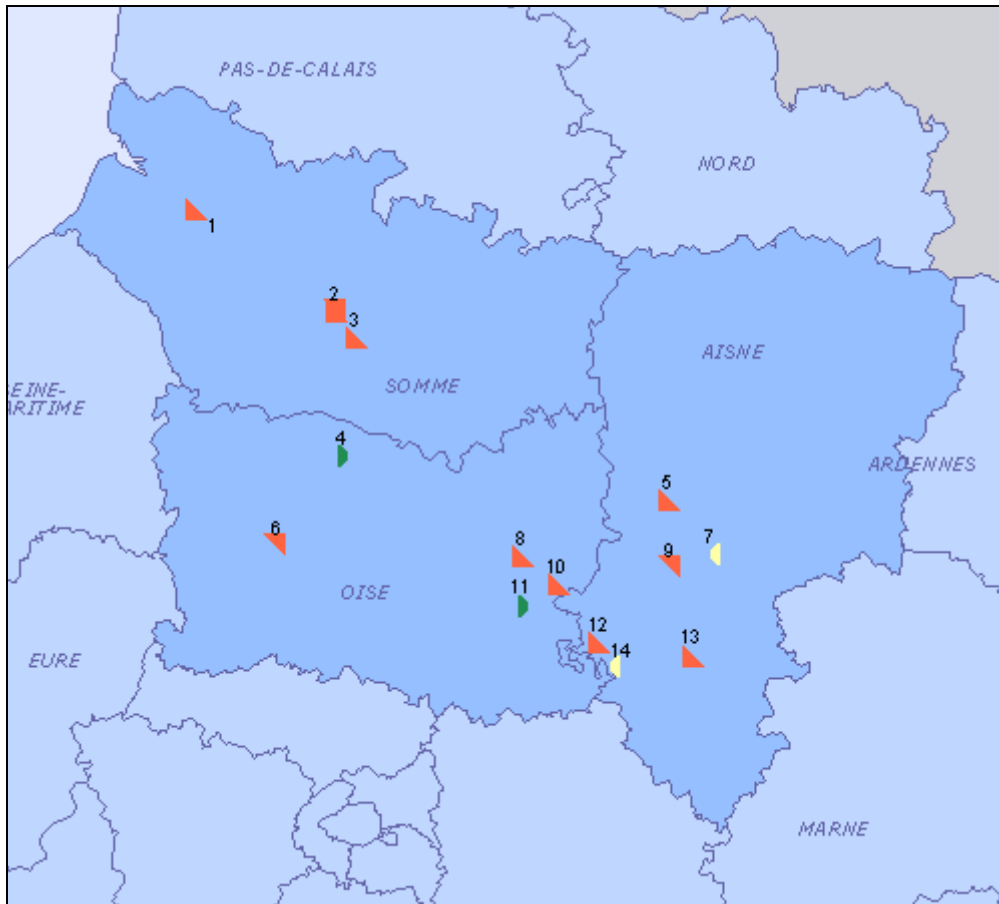 PAS-DE-CALAIS
NORD
1
2
3
AISNE
SOMME
EINE-
ARITIME
4
ARDENNES
5
6
7
8
9
10
11
OISE
12
13
14
EURE
MARNE